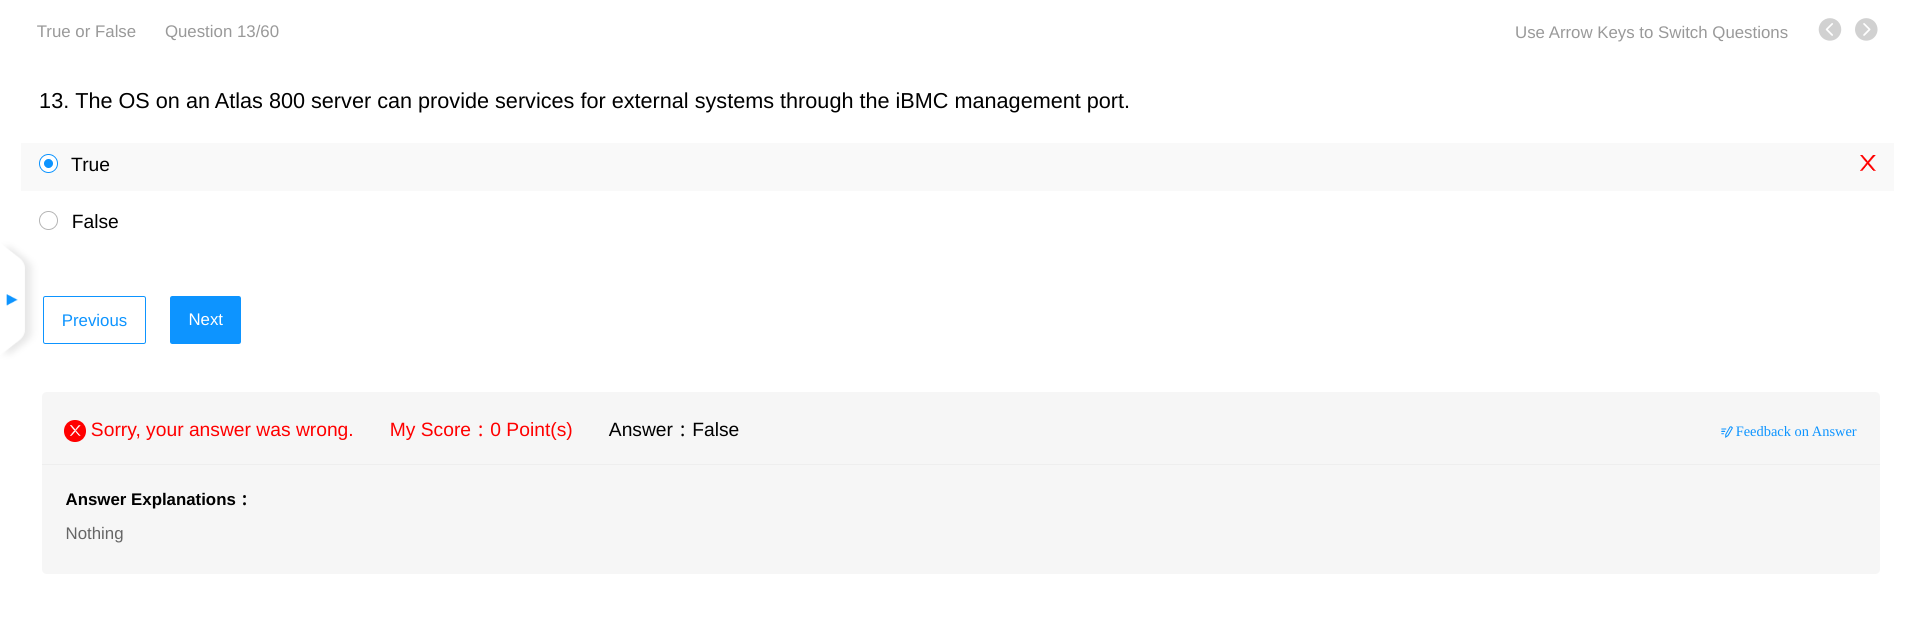 True or False Question 13/60 Use Arrow Keys to Switch Questions
13. The OS on an Atlas 800 server can provide services for external systems through the iBMC management port.
True
False
Previous Next
Sorry, your answer was wrong. My Score：0 Point(s) Answer：False Feedback on Answer
Answer Explanations：
Nothing